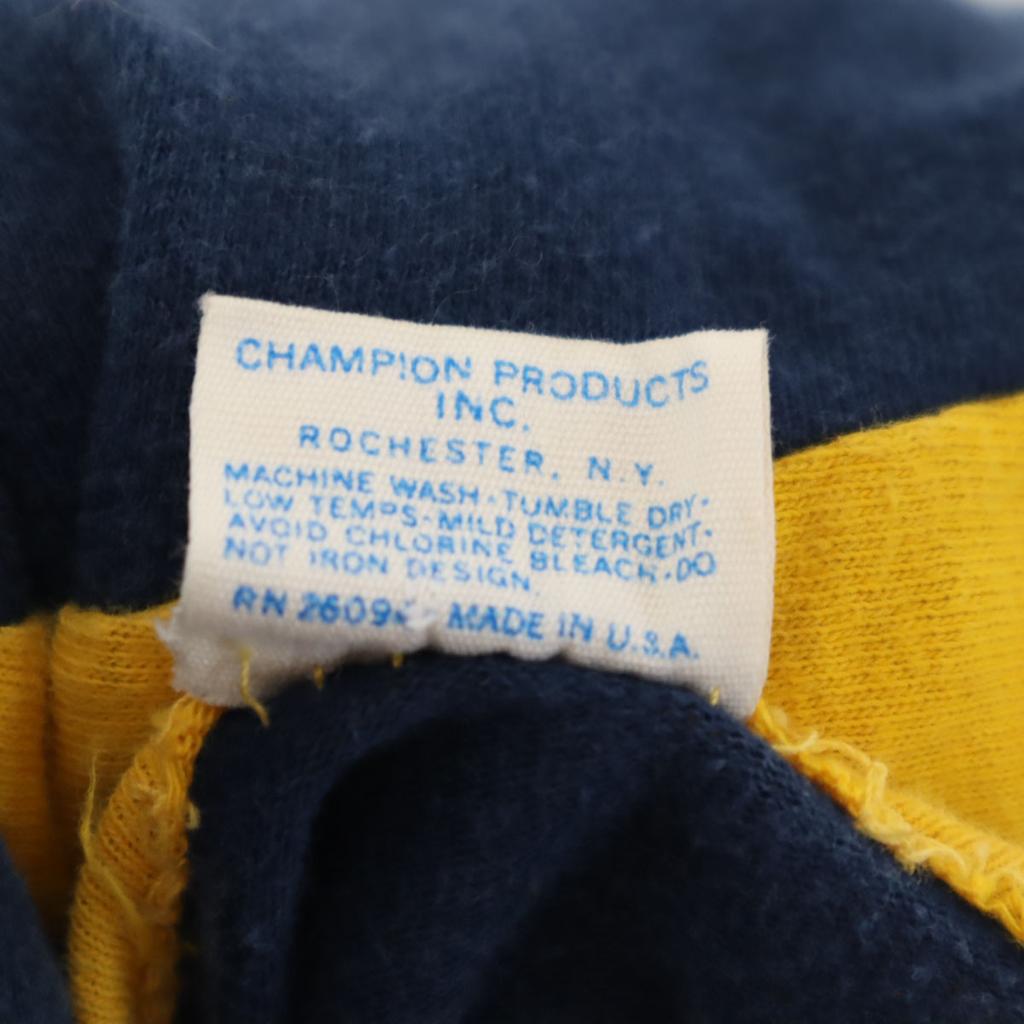 CHAMPION PRODUCTS
INC.
ROCHESTER, N.Y.
MACHINE WASH-TUMBLE DRY-
LOW TEMPS-MILD DETERGENT-
AVOID CHLORINE BLEACH-DO
NOT IRON DESIGN.
RN MADE IN U.S.A.